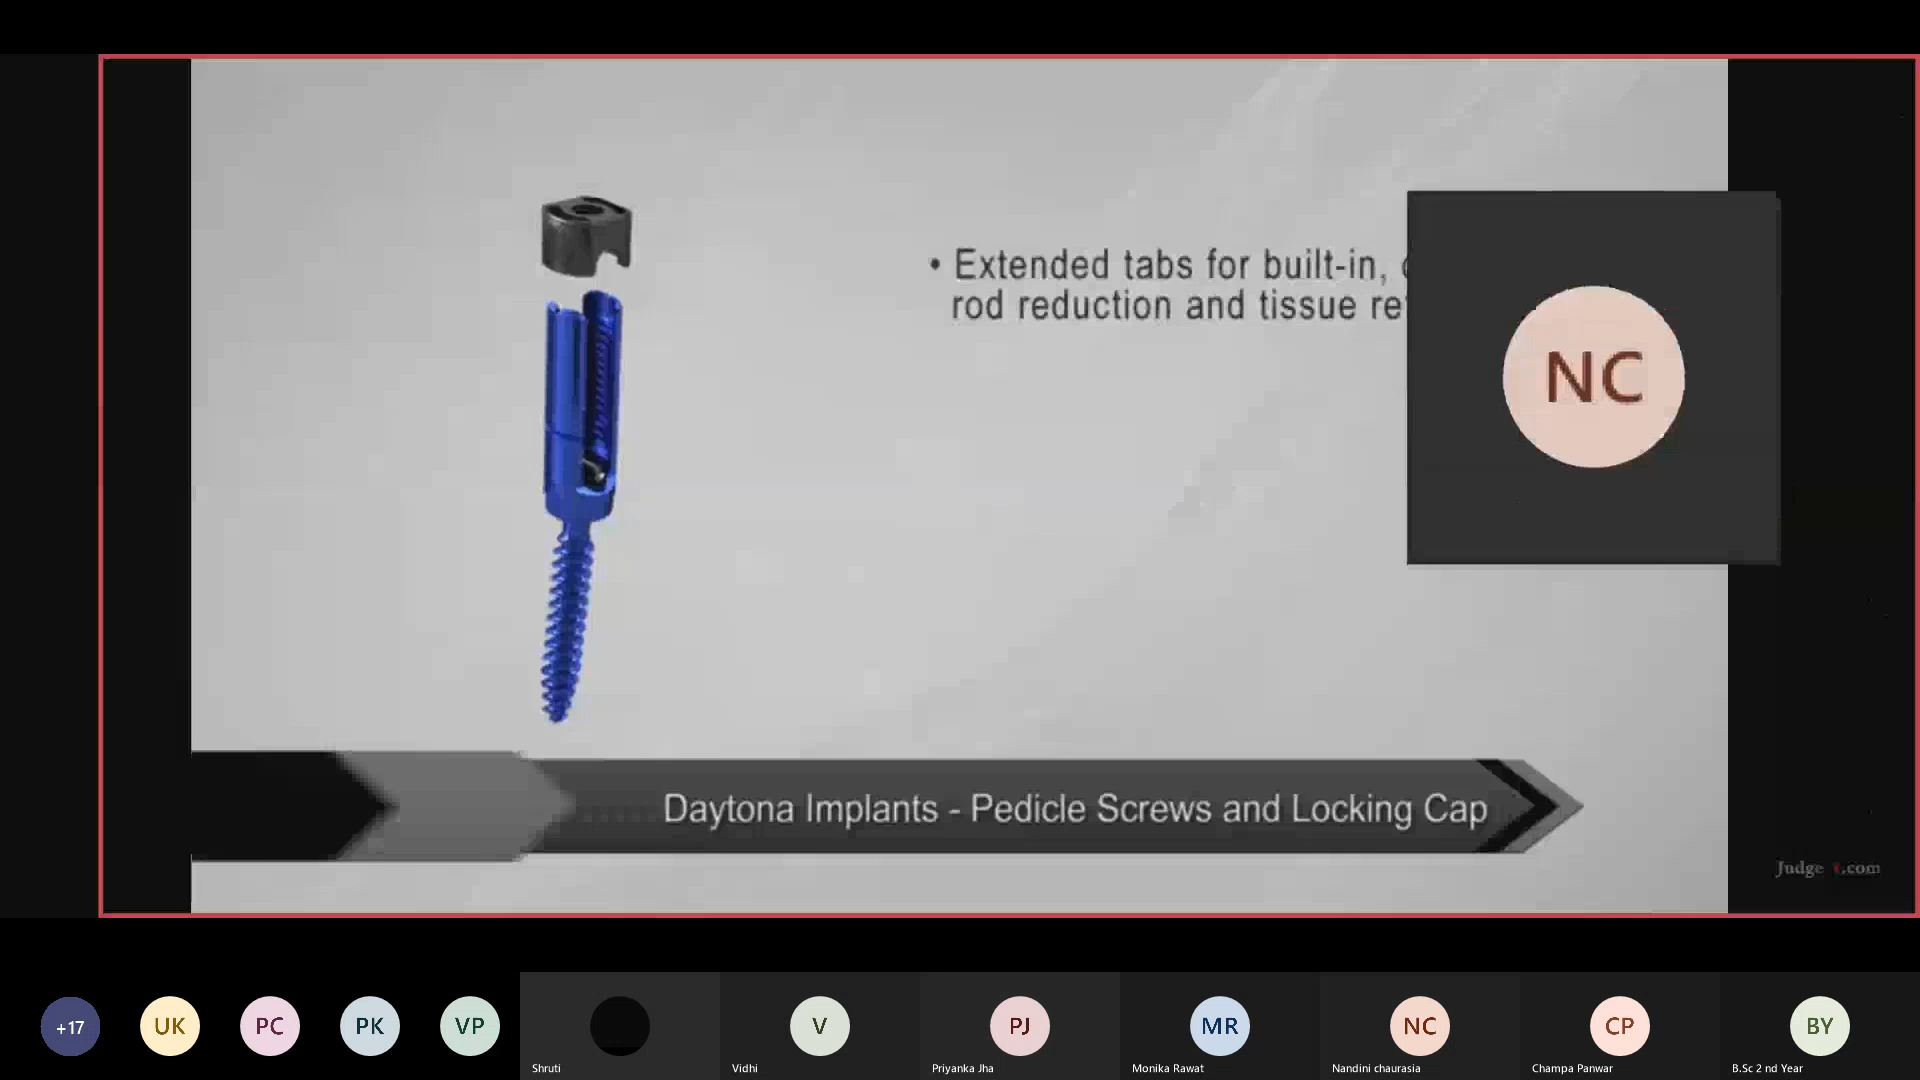 • Extended tabs for built-in,
rod reduction and tissue
NC
Daytona Implants - Pedicle Screws and Locking Cap
Judge .com
+17
UK
PC
PK
VP
V
PJ
MR
NC
CP
BY
Shruti
Vidhi
Priyanka Jha
Monika Rawat
Nandini chaurasia
Champa Panwar
B.Sc 2 nd Year